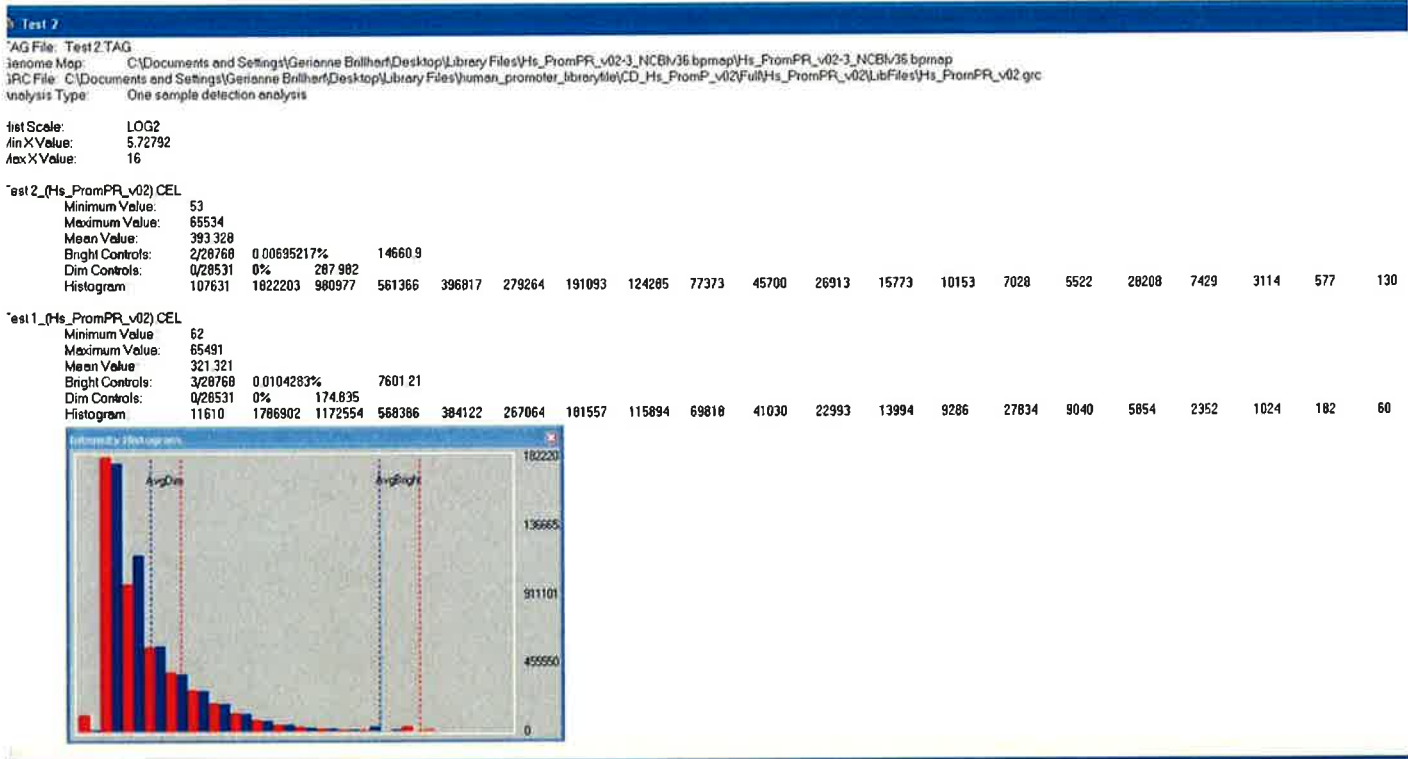 Test 2
TAG File: Test 2.TAG
Genome Map: C:\Documents and Settings\Gerianne Brillhart\Desktop\Library Files\Hs_PromPR_v02-3_NCBIv36.bpmap\Hs_PromPR_v02-3_NCBIv36.bpmap
GRC File: C:\Documents and Settings\Gerianne Brillhart\Desktop\Library Files\human_promoter_libraryfile\CD_Hs_PromP_v02\Full\Hs_PromPR_v02\LibFiles\Hs_PromPR_v02.grc
Analysis Type: One sample detection analysis
Hist Scale: LOG2
Min X Value: 5.72792
Max X Value: 16
Test 2_(Hs_PromPR_v02).CEL
Minimum Value: 53
Maximum Value: 65534
Mean Value: 393.328
Bright Controls: 2/28768 0.00695217% 14660.9
Dim Controls: 0/28531 0% 287.982
Histogram 107631 1822203 980977 561366 396817 279264 191093 124285 77373 45700 26913 15773 10153 7028 5522 28208 7429 3114 577 130
Test 1_(Hs_PromPR_v02).CEL
Minimum Value 62
Maximum Value: 65491
Mean Value 321.321
Bright Controls: 3/28768 0.0104283% 7601.21
Dim Controls: 0/28531 0% 174.835
Histogram 11610 1786902 1172554 568386 384122 267064 181557 115894 69818 41030 22993 13994 9286 27834 9040 5854 2352 1024 182 60
Intensity Histogram
182220
AvgDim AvgBright
136665
911101
455550
0